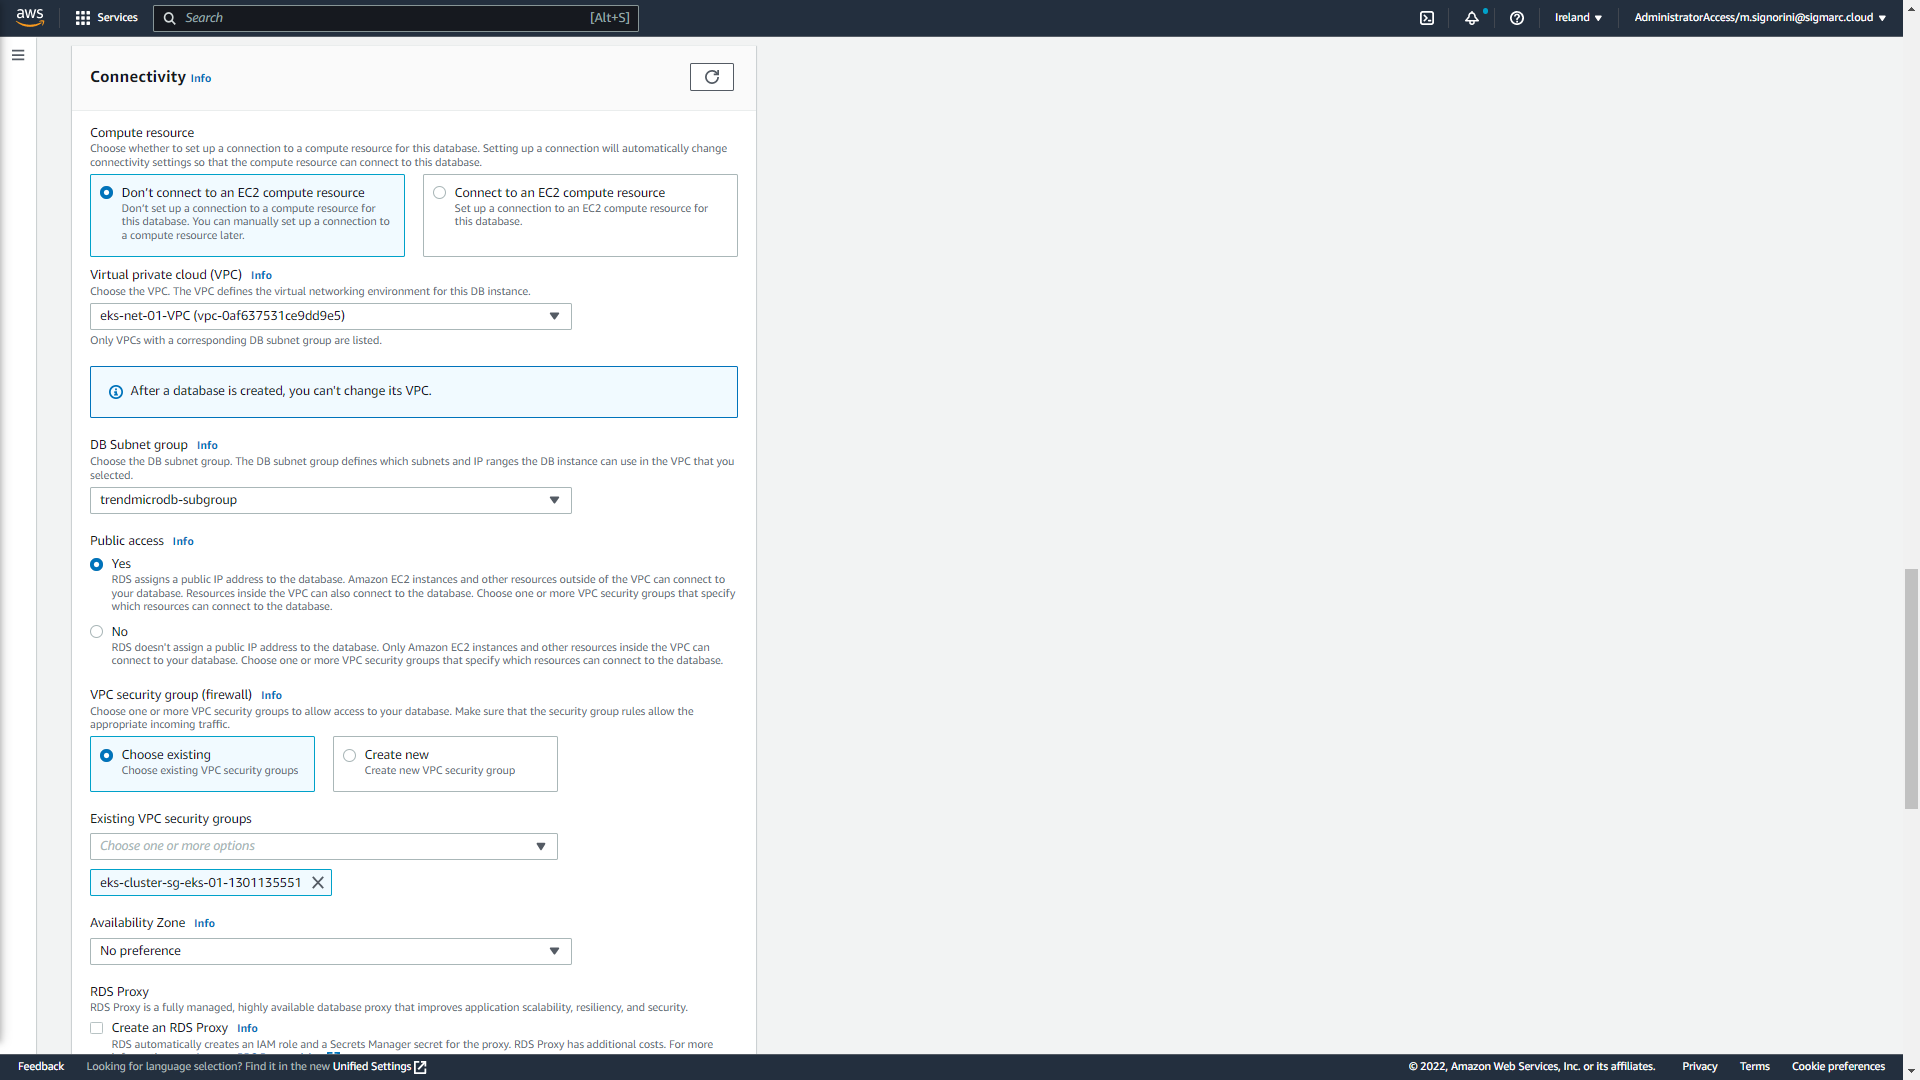 aws
Services
Search
[Alt+S]
Ireland
AdministratorAccess/m.signorini@sigmarc.cloud
Connectivity Info
Compute resource
Choose whether to set up a connection to a compute resource for this database. Setting up a connection will automatically change
connectivity settings so that the compute resource can connect to this database.
Don't connect to an EC2 compute resource
Don't set up a connection to a compute resource for
this database. You can manually set up a connection to
a compute resource later.
Connect to an EC2 compute resource
Set up a connection to an EC2 compute resource for
this database.
Virtual private cloud (VPC) Info
Choose the VPC. The VPC defines the virtual networking environment for this DB instance.
eks-net-01-VPC (vpc-0af637531ce9dd9e5)
Only VPCs with a corresponding DB subnet group are listed.
After a database is created, you can't change its VPC.
DB Subnet group Info
Choose the DB subnet group. The DB subnet group defines which subnets and IP ranges the DB instance can use in the VPC that you
selected.
trendmicrodb-subgroup
Public access Info
Yes
RDS assigns a public IP address to the database. Amazon EC2 instances and other resources outside of the VPC can connect to
your database. Resources inside the VPC can also connect to the database. Choose one or more VPC security groups that specify
which resources can connect to the database.
No
RDS doesn't assign a public IP address to the database. Only Amazon EC2 instances and other resources inside the VPC can
connect to your database. Choose one or more VPC security groups that specify which resources can connect to the database.
VPC security group (firewall) Info
Choose one or more VPC security groups to allow access to your database. Make sure that the security group rules allow the
appropriate incoming traffic.
Choose existing
Choose existing VPC security groups
Create new
Create new VPC security group
Existing VPC security groups
Choose one or more options
eks-cluster-sg-eks-01-1301135551
Availability Zone Info
No preference
RDS Proxy
RDS Proxy is a fully managed, highly available database proxy that improves application scalability, resiliency, and security.
Create an RDS Proxy Info
RDS automatically creates an IAM role and a Secrets Manager secret for the proxy. RDS Proxy has additional costs. For more
Feedback
Looking for language selection? Find it in the new Unified Settings
© 2022, Amazon Web Services, Inc. or its affiliates.
Privacy
Terms
Cookie preferences